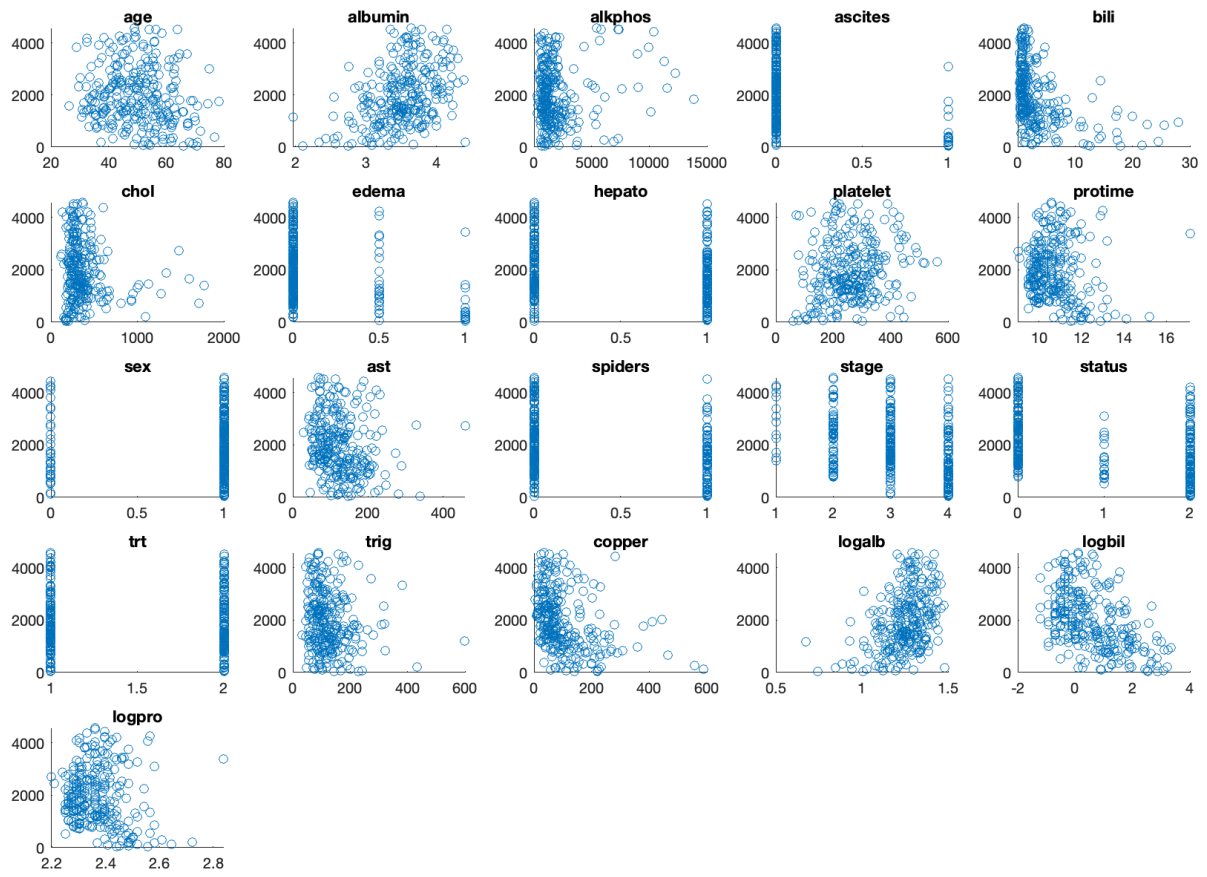 age albumin alkphos ascites bili
4000 4000 4000 4000 4000
2000 2000 2000 2000 2000
0 0 0 0 0
20 40 60 80 2 3 4 0 5000 10000 15000 0 0.5 1 0 10 20 30
chol edema hepato platelet protime
4000 4000 4000 4000 4000
2000 2000 2000 2000 2000
0 0 0 0 0
0 1000 2000 0 0.5 1 0 0.5 1 0 200 400 600 10 12 14 16
sex ast spiders stage status
4000 4000 4000 4000 4000
2000 2000 2000 2000 2000
0 0 0 0 0
0 0.5 1 0 200 400 0 0.5 1 1 2 3 4 0 1 2
trt trig copper logalb logbil
4000 4000 4000 4000 4000
2000 2000 2000 2000 2000
0 0 0 0 0
1 1.5 2 0 200 400 600 0 200 400 600 0.5 1 1.5 -2 0 2 4
logpro
4000
2000
0
2.2 2.4 2.6 2.8